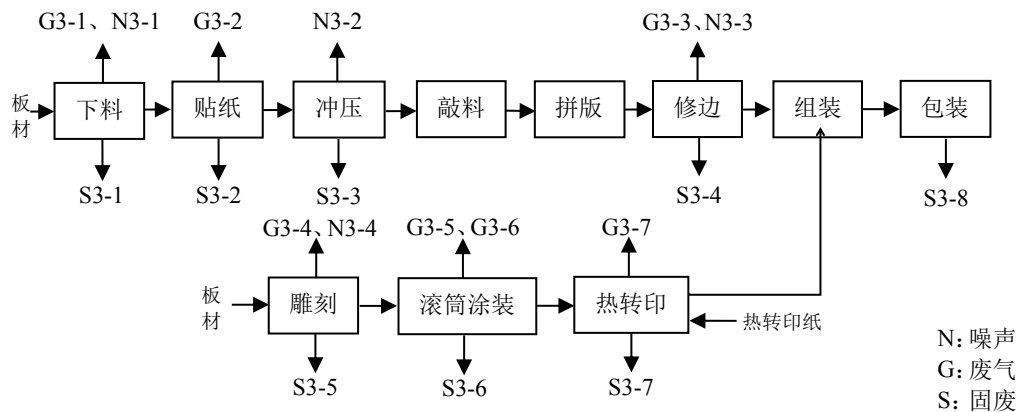 G3-1、N3-1
G3-2
N3-2
G3-3、N3-3
板材
下料
贴纸
冲压
敲料
拼版
修边
组装
包装
S3-1
S3-2
S3-3
S3-4
S3-8
G3-4、N3-4
G3-5、G3-6
G3-7
板材
雕刻
滚筒涂装
热转印
热转印纸
S3-5
S3-6
S3-7
N: 噪声
G: 废气
S: 固废